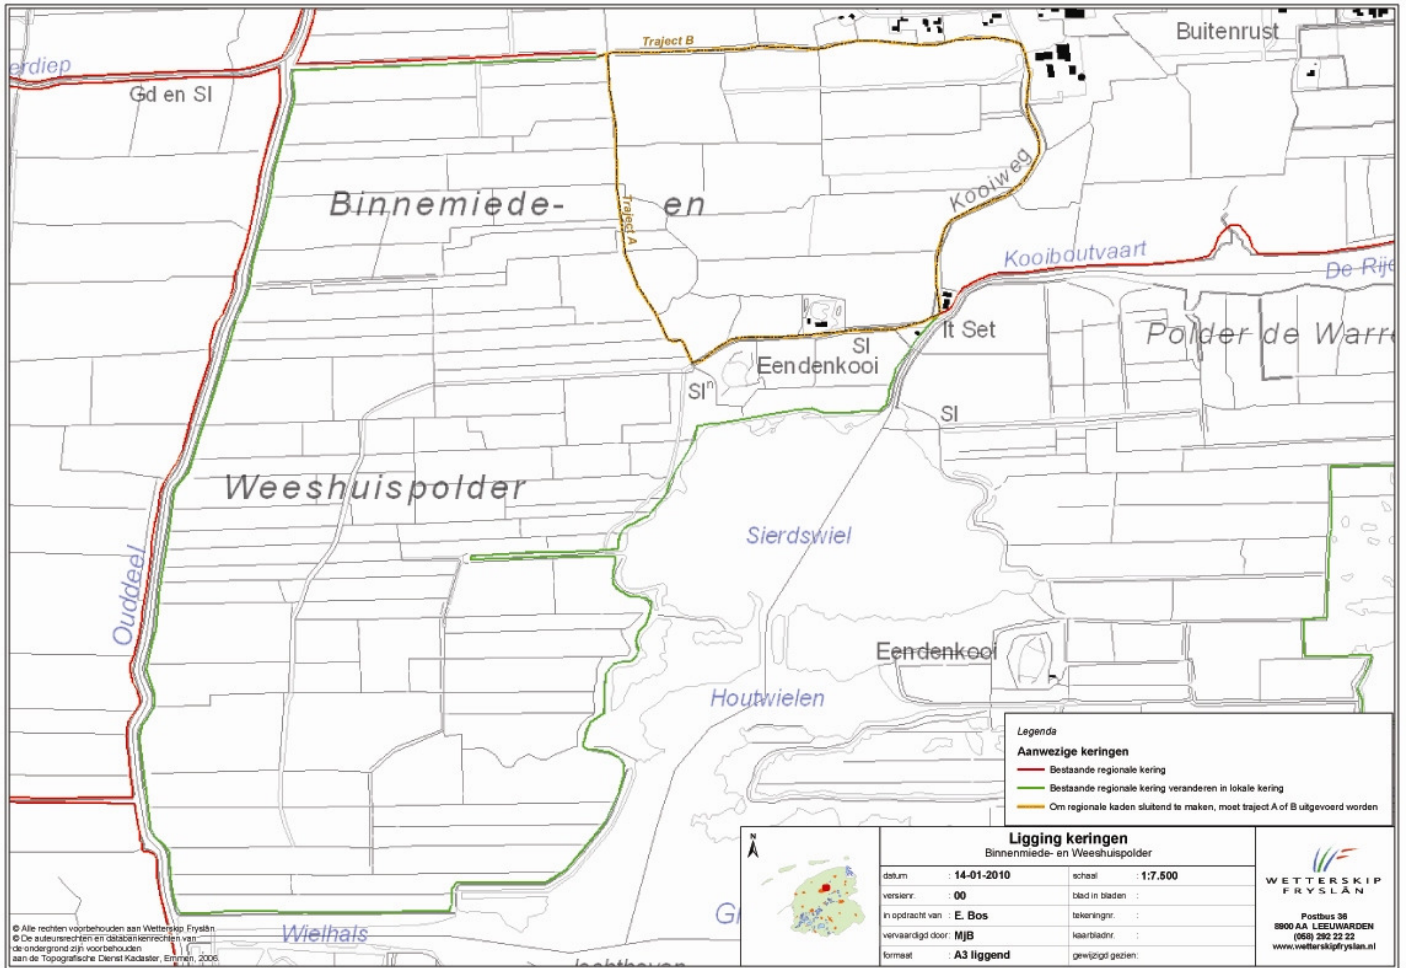 Traject B
Buitenrust
erdiep
Gd en Sl
Kooiweg
Binnemiede- en
Traject A
Kooiboutvaart
De Rije
It Set
Polder de Warre
Sl
Eendenkooi
Slⁿ
Sl
Weeshuispolder
Sierdswiel
Ouddeel
Eendenkooi
Houtwielen
Legenda
Aanwezige keringen
Bestaande regionale kering
Bestaande regionale kering veranderen in lokale kering
Om regionale kaden sluitend te maken, moet traject A of B uitgevoerd worden
N
Ligging keringen
Binnenmiede- en Weeshuispolder
datum : 14-01-2010 schaal : 1:7.500
versienr. : 00 blad in bladen :
in opdracht van : E. Bos tekeningnr. :
vervaardigd door: MjB kaartbladnr. :
formaat : A3 liggend gewijzigd gezien:
WETTERSKIP
FRYSLÂN
Postbus 36
8900 AA LEEUWARDEN
(058) 292 22 22
www.wetterskipfryslan.nl
Gr
Wielhals
Jachthaven
© Alle rechten voorbehouden aan Wetterskip Fryslân
© De auteursrechten en databankenrechten van
de ondergrond zijn voorbehouden
aan de Topografische Dienst Kadaster, Emmen, 2006